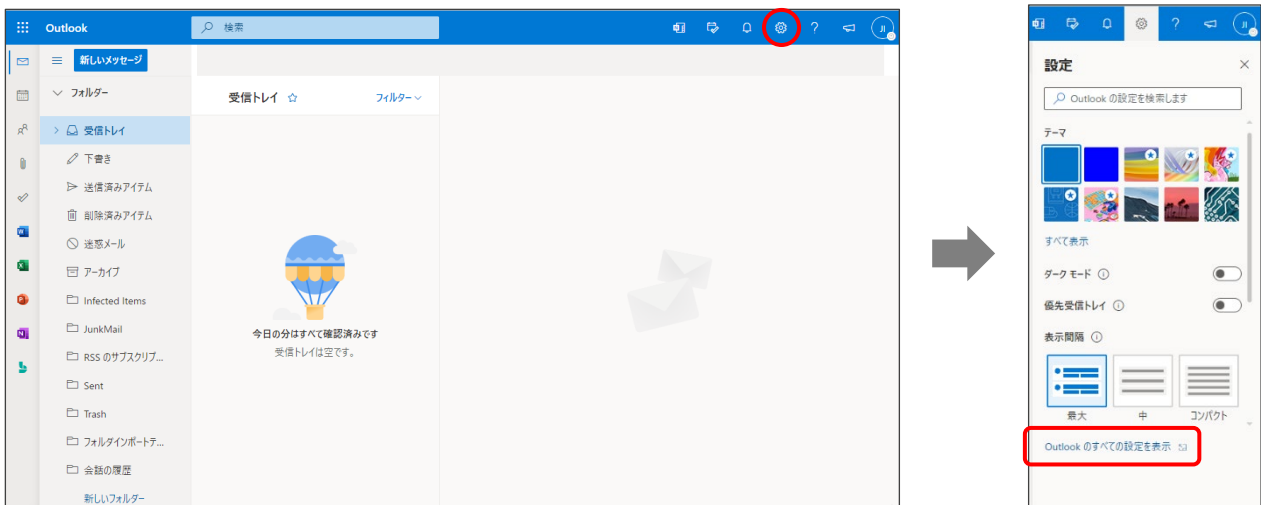 Outlook
検索
JI
新しいメッセージ
フォルダー
受信トレイ
下書き
送信済みアイテム
削除済みアイテム
迷惑メール
アーカイブ
Infected Items
JunkMail
RSS のサブスクリプ...
Sent
Trash
フォルダインポートテ...
会話の履歴
新しいフォルダー
受信トレイ
フィルター
今日の分はすべて確認済みです
受信トレイは空です。
JI
設定
Outlook の設定を検索します
テーマ
すべて表示
ダーク モード
優先受信トレイ
表示間隔
最大
中
コンパクト
Outlook のすべての設定を表示